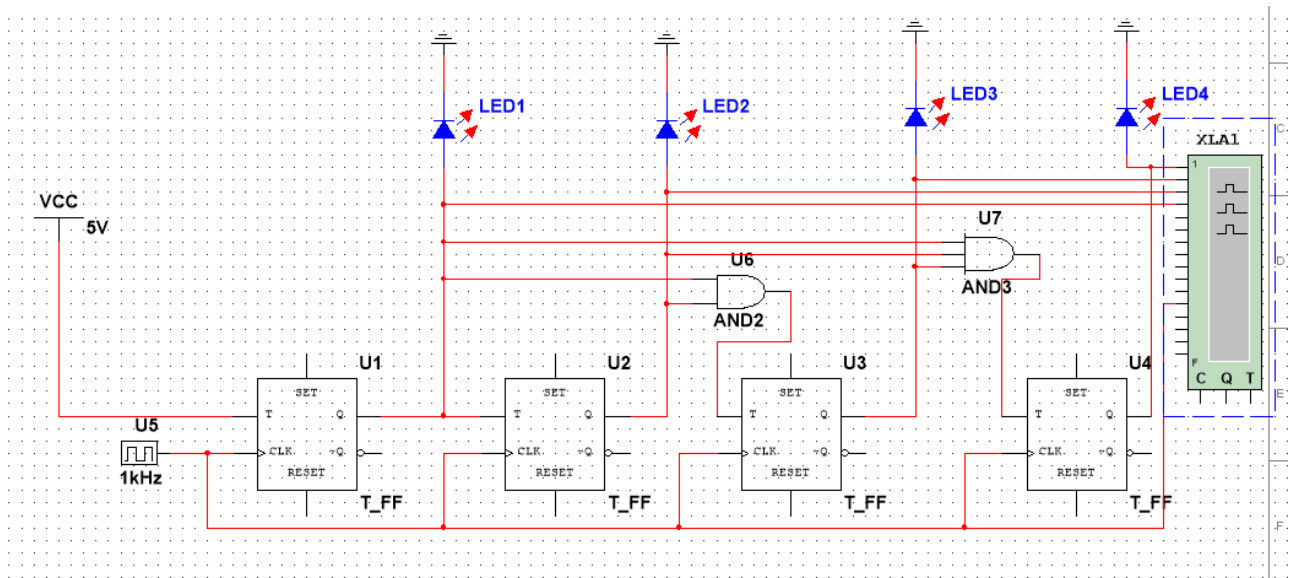 LED1
LED2
LED3
LED4
C
XLA1
1
VCC
5V
U7
U6
D
AND3
AND2
F
U1
U2
U3
U4
C Q T
SET
SET
SET
SET
E
T Q
T Q
T Q
T Q
U5
CLK ~Q
CLK ~Q
CLK ~Q
CLK ~Q
1kHz
RESET
RESET
RESET
RESET
T_FF
T_FF
T_FF
T_FF
F